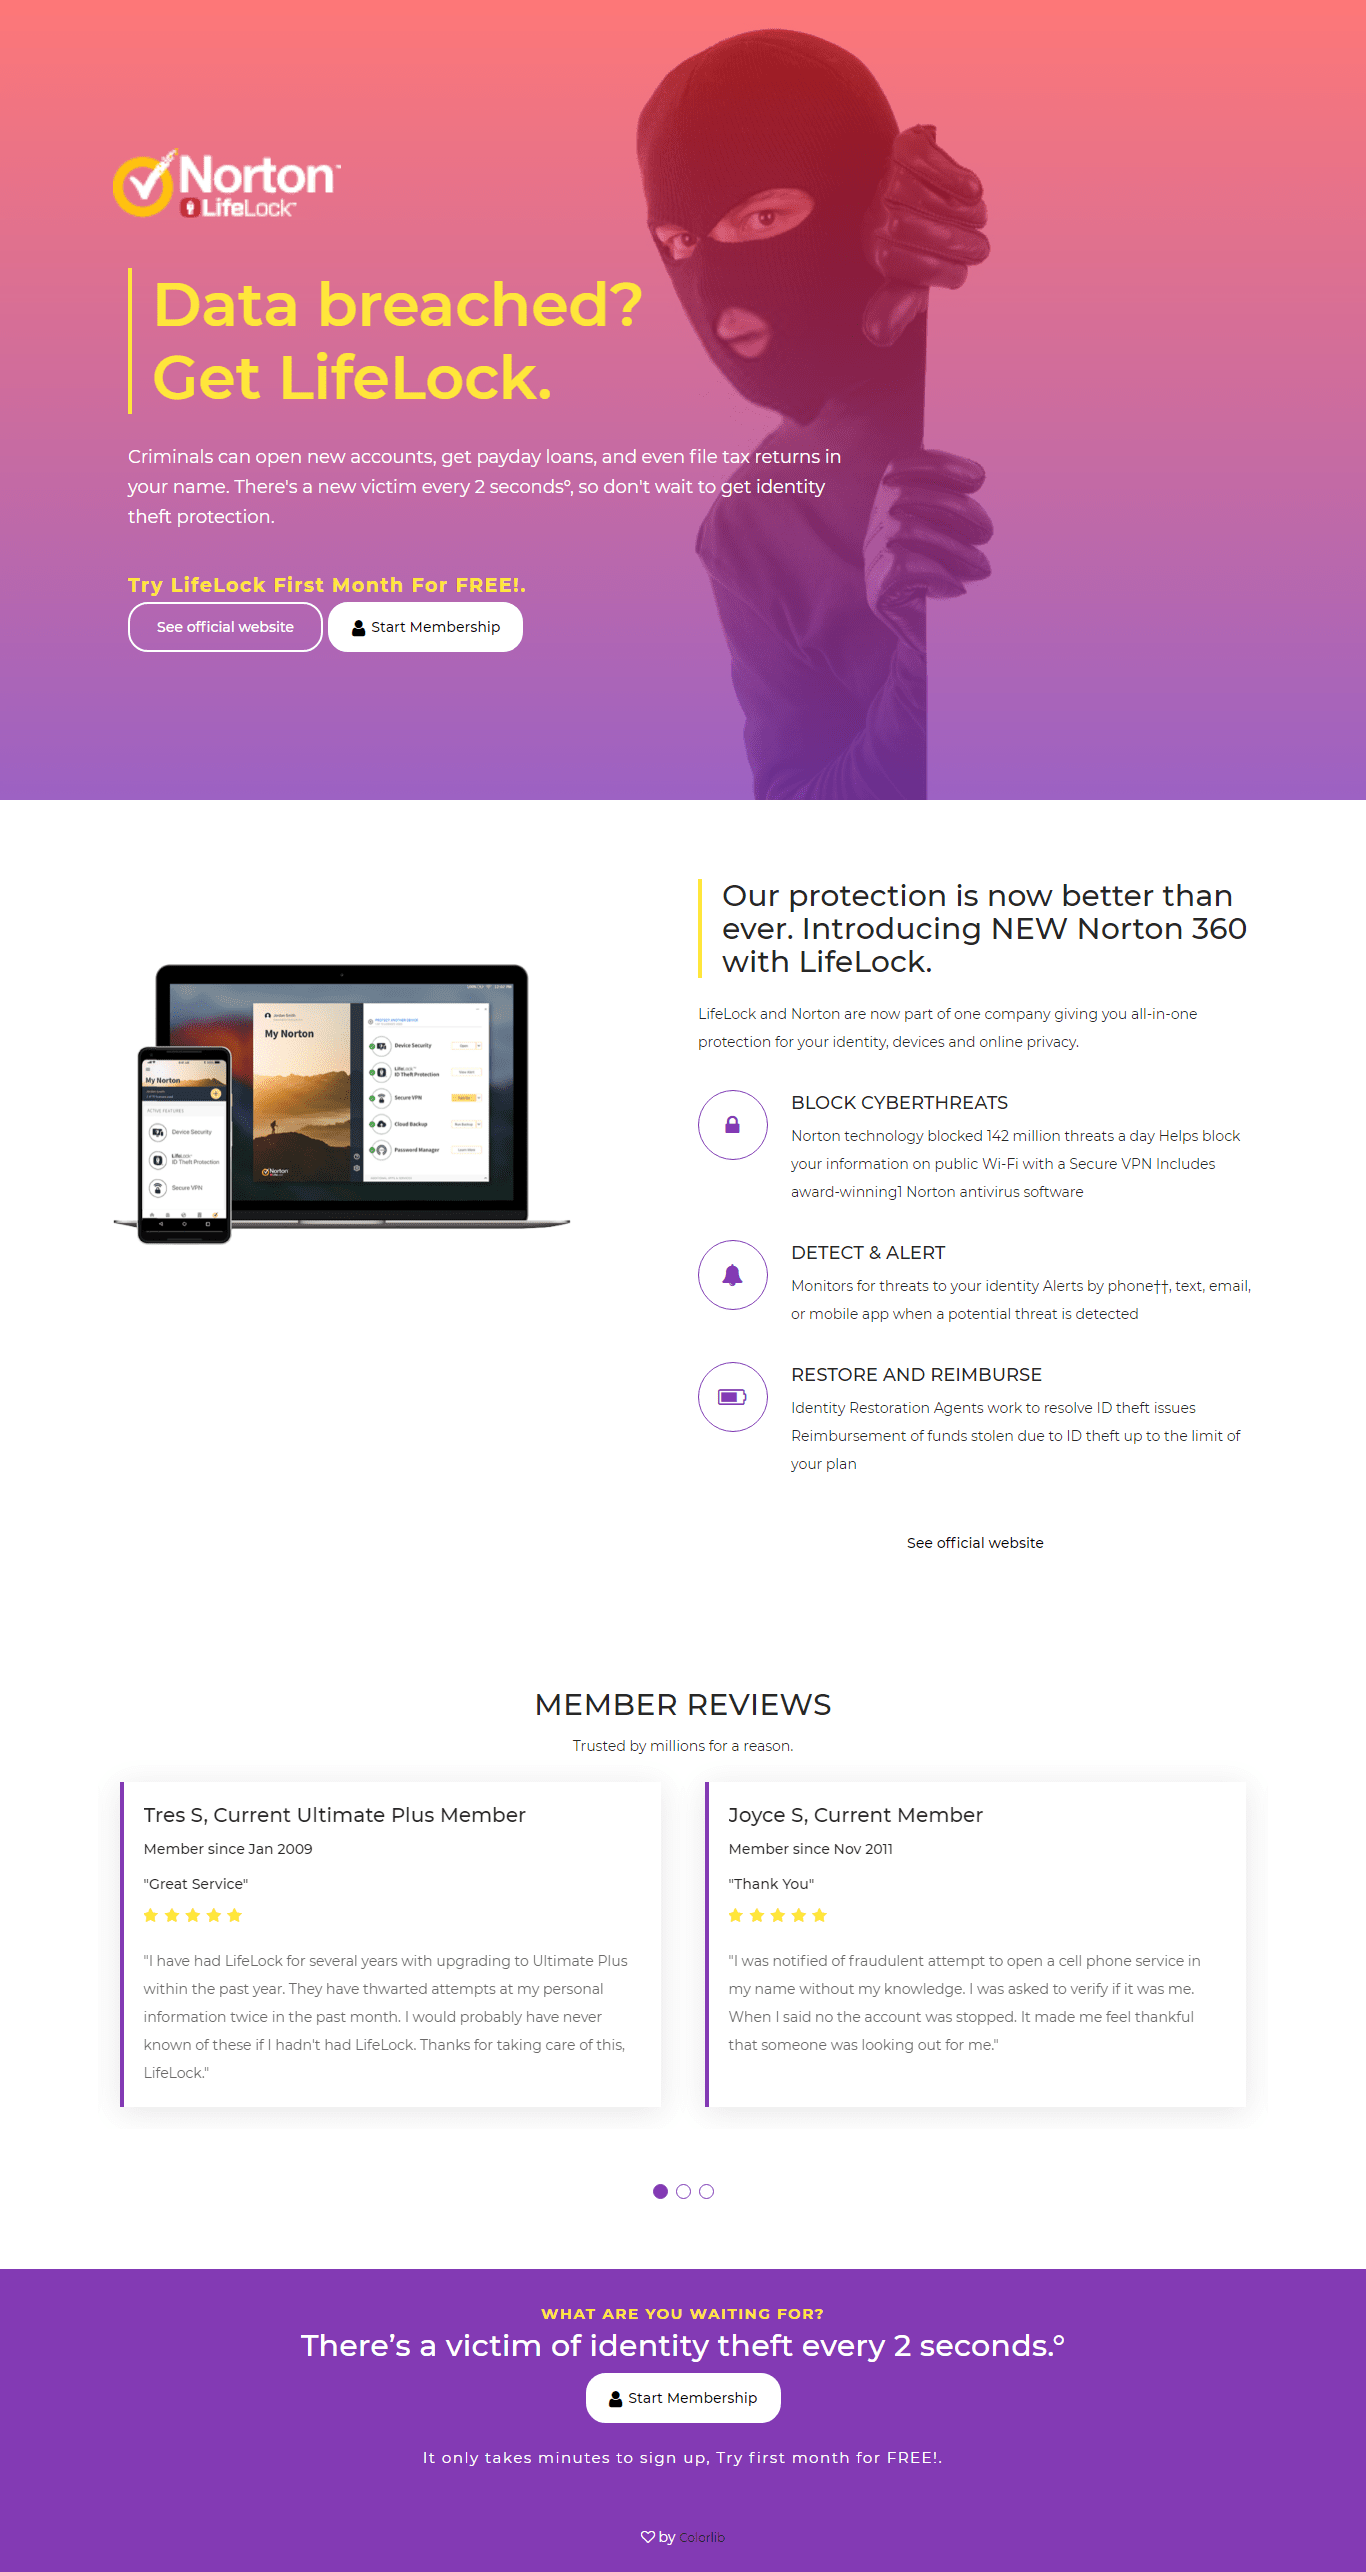 Norton
LifeLock
Data breached?
Get LifeLock.
Criminals can open new accounts, get payday loans, and even file tax returns in
your name. There's a new victim every 2 seconds°, so don't wait to get identity
theft protection.
Try LifeLock First Month For FREE!.
See official website
Start Membership
My Norton
Device Security
LifeLock
ID Theft Protection
Secure VPN
Cloud Backup
Password Manager
Norton
My Norton
ACTIVE FEATURES
Device Security
LifeLock
ID Theft Protection
Secure VPN
Our protection is now better than
ever. Introducing NEW Norton 360
with LifeLock.
LifeLock and Norton are now part of one company giving you all-in-one
protection for your identity, devices and online privacy.
BLOCK CYBERTHREATS
Norton technology blocked 142 million threats a day Helps block
your information on public Wi-Fi with a Secure VPN Includes
award-winning1 Norton antivirus software
DETECT & ALERT
Monitors for threats to your identity Alerts by phone††, text, email,
or mobile app when a potential threat is detected
RESTORE AND REIMBURSE
Identity Restoration Agents work to resolve ID theft issues
Reimbursement of funds stolen due to ID theft up to the limit of
your plan
See official website
MEMBER REVIEWS
Trusted by millions for a reason.
Tres S, Current Ultimate Plus Member
Member since Jan 2009
"Great Service"
"I have had LifeLock for several years with upgrading to Ultimate Plus
within the past year. They have thwarted attempts at my personal
information twice in the past month. I would probably have never
known of these if I hadn't had LifeLock. Thanks for taking care of this,
LifeLock."
Joyce S, Current Member
Member since Nov 2011
"Thank You"
"I was notified of fraudulent attempt to open a cell phone service in
my name without my knowledge. I was asked to verify if it was me.
When I said no the account was stopped. It made me feel thankful
that someone was looking out for me."
WHAT ARE YOU WAITING FOR?
There’s a victim of identity theft every 2 seconds.°
Start Membership
It only takes minutes to sign up, Try first month for FREE!.
by Colorlib